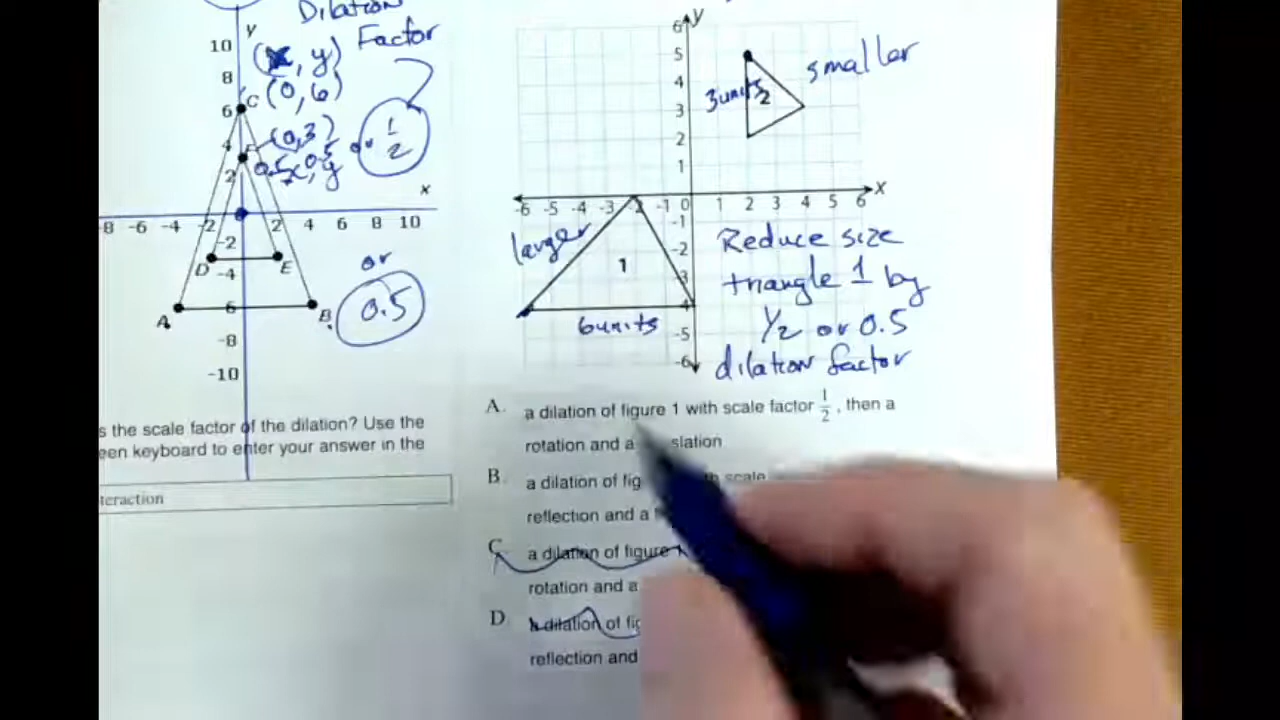 Dilation
Factor
y
10
8
6
4
2
(x, y)
(0, 6)
C
(0, 3)
0.5x, 0.5y
or
1/2
x
-8 -6 -4 -2 2 4 6 8 10
-2
D
-4
E
6
A
B
-8
-10
or
0.5
s the scale factor of the dilation? Use the
een keyboard to enter your answer in the
teraction
y
6
5
4
3
2
1
3units
2
smaller
x
-6 -5 -4 -3 -2 -1 0 1 2 3 4 5 6
-1
-2
-3
4
-5
-6
larger
1
6units
Reduce size
triangle 1 by
1/2 or 0.5
dilation factor
A. a dilation of figure 1 with scale factor 1/2, then a
rotation and a slation
B. a dilation of fig th scale
reflection and a
C. a dilation of figure
rotation and a
D a dilation of fig
reflection and